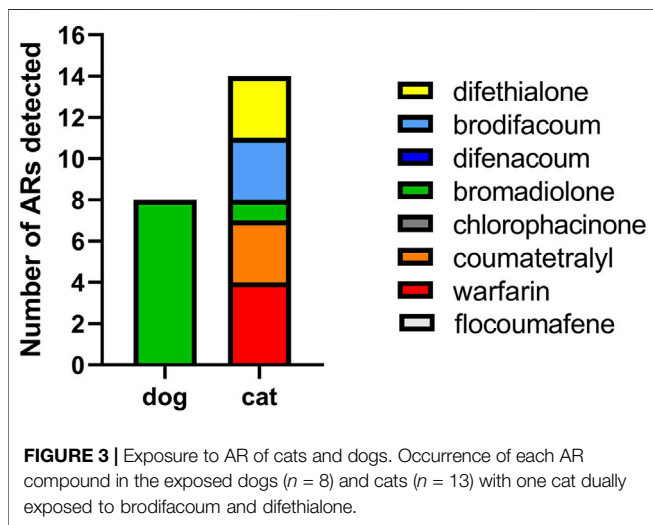 16
14
12
10
8
6
4
2
0
Number of ARs detected
dog
cat
difethialone
brodifacoum
difenacoum
bromadiolone
chlorophacinone
coumatetralyl
warfarin
flocoumafene
FIGURE 3 | Exposure to AR of cats and dogs. Occurrence of each AR
compound in the exposed dogs (n = 8) and cats (n = 13) with one cat dually
exposed to brodifacoum and difethialone.